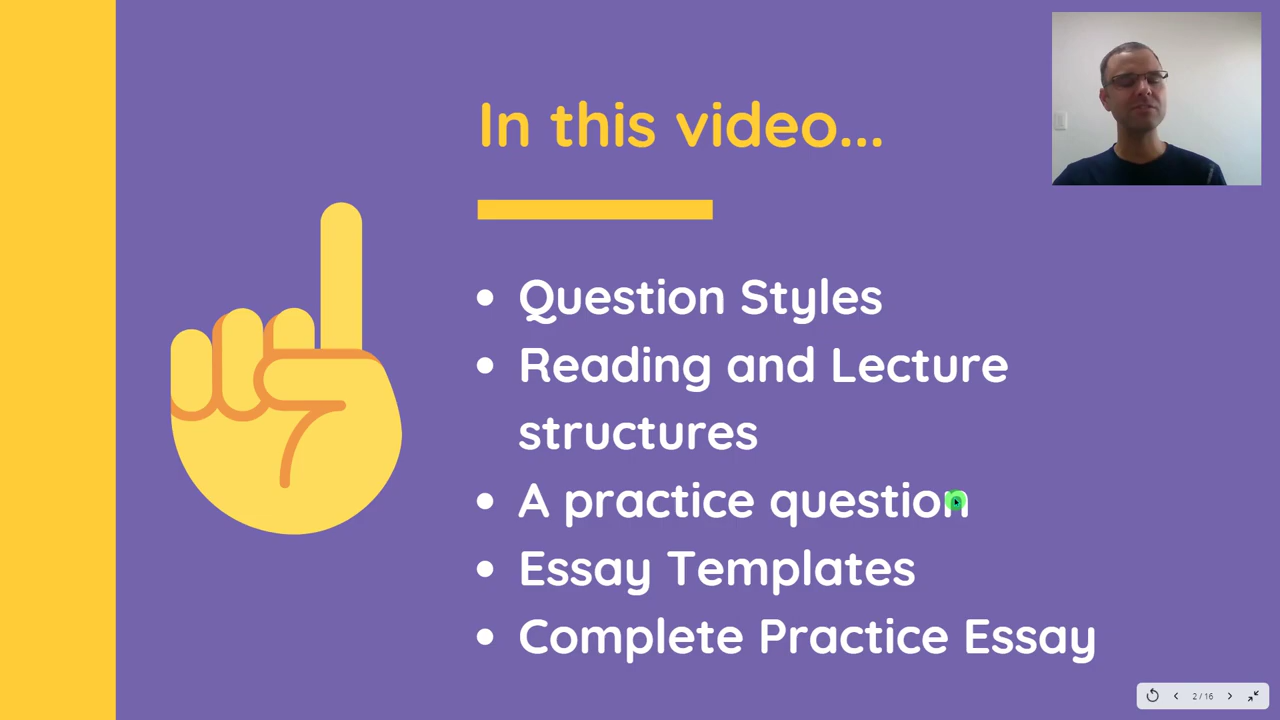 In this video...
• Question Styles
• Reading and Lecture
structures
• A practice question
• Essay Templates
• Complete Practice Essay
2 / 16